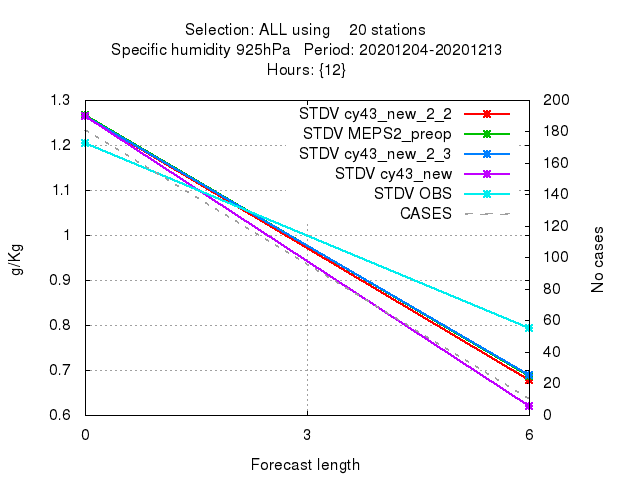 Selection: ALL using 20 stations
Specific humidity 925hPa Period: 20201204-20201213
Hours: {12}
STDV cy43_new_2_2
STDV MEPS2_preop
STDV cy43_new_2_3
STDV cy43_new
STDV OBS
CASES
1.3
1.2
1.1
1
0.9
0.8
0.7
0.6
g/Kg
200
180
160
140
120
100
80
60
40
20
0
No cases
0 3 6
Forecast length